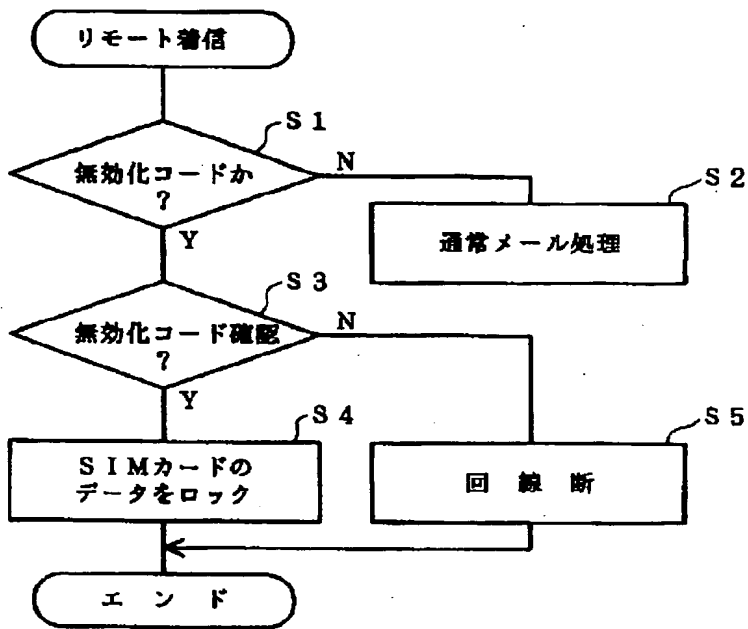 リモート着信
S1
無効化コードか
?
N
Y
S2
通常メール処理
S3
無効化コード確認
?
N
Y
S4
SIMカードの
データをロック
S5
回線断
エンド